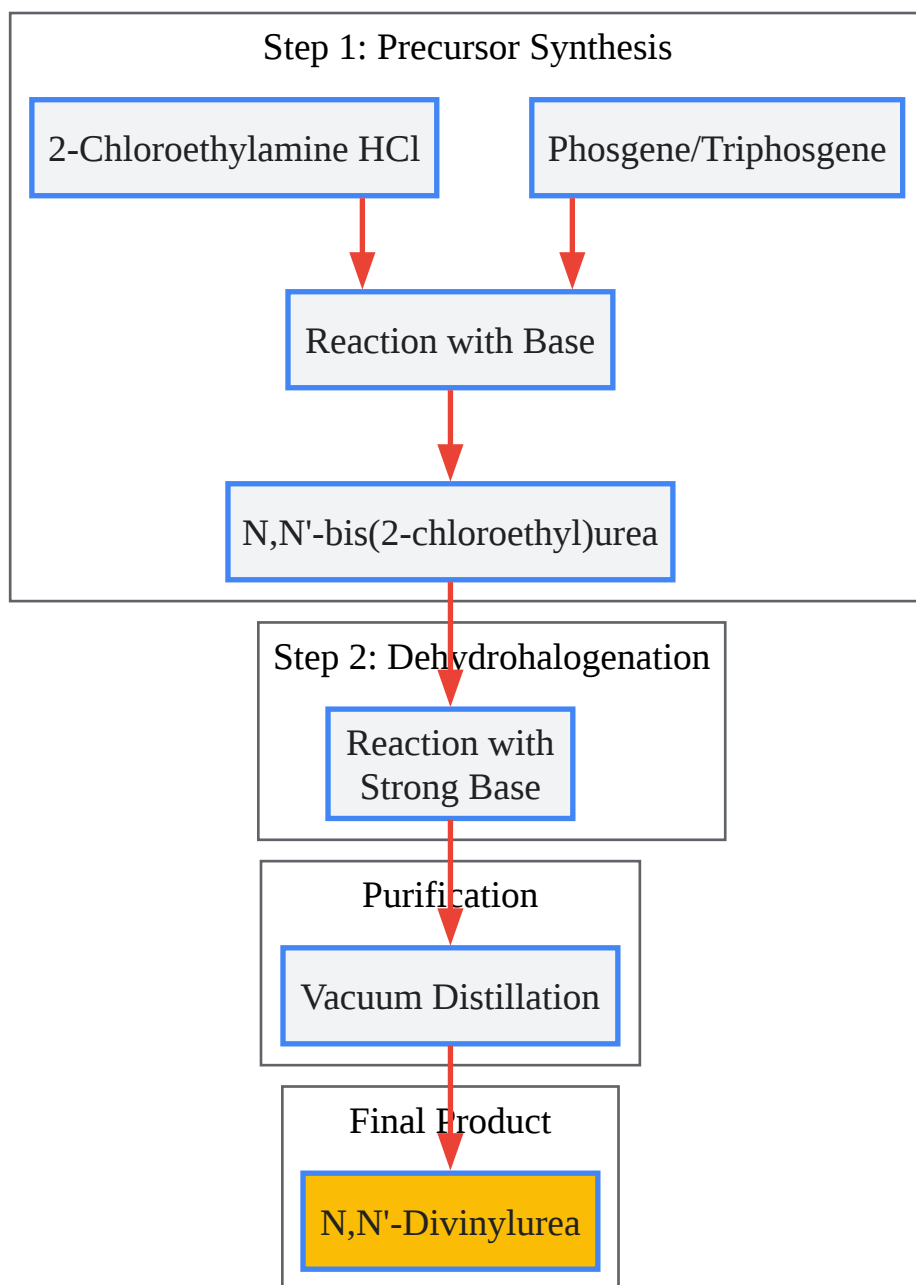 Step 1: Precursor Synthesis
2-Chloroethylamine HCl
Phosgene/Triphosgene
Reaction with Base
N,N'-bis(2-chloroethyl)urea
Step 2: Dehydrohalogenation
Reaction with
Strong Base
Purification
Vacuum Distillation
Final Product
N,N'-Divinylurea